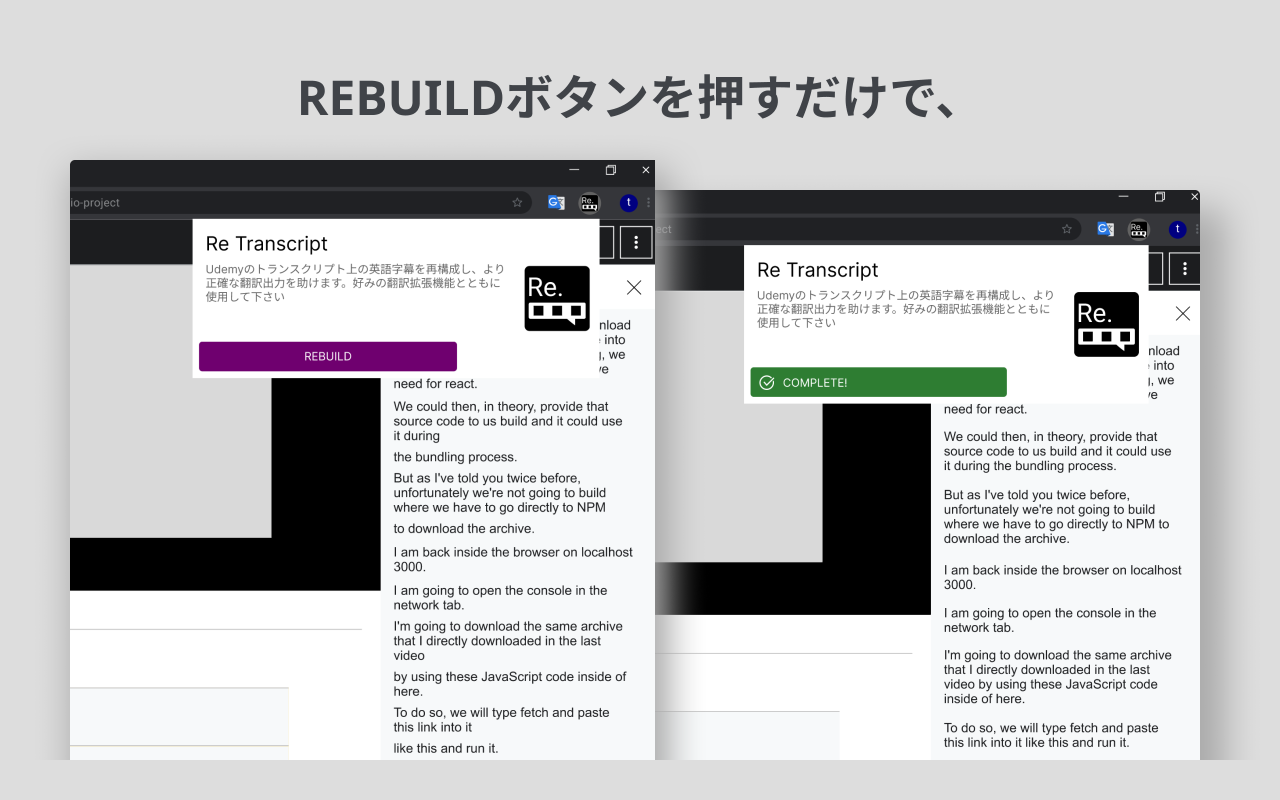 REBUILDボタンを押すだけで、
io-project
t
Re Transcript
Udemyのトランスクリプト上の英語字幕を再構成し、より
正確な翻訳出力を助けます。好みの翻訳拡張機能とともに
使用して下さい
Re.
REBUILD
nload
into
, we
ve
need for react.
We could then, in theory, provide that
source code to us build and it could use
it during
the bundling process.
But as I've told you twice before,
unfortunately we're not going to build
where we have to go directly to NPM
to download the archive.
I am back inside the browser on localhost
3000.
I am going to open the console in the
network tab.
I'm going to download the same archive
that I directly downloaded in the last
video
by using these JavaScript code inside of
here.
To do so, we will type fetch and paste
this link into it
like this and run it.
ect
t
Re Transcript
Udemyのトランスクリプト上の英語字幕を再構成し、より
正確な翻訳出力を助けます。好みの翻訳拡張機能とともに
使用して下さい
Re.
COMPLETE!
nload
into
, we
ve
need for react.
We could then, in theory, provide that
source code to us build and it could use
it during the bundling process.
But as I've told you twice before,
unfortunately we're not going to build
where we have to go directly to NPM to
download the archive.
I am back inside the browser on localhost
3000.
I am going to open the console in the
network tab.
I'm going to download the same archive
that I directly downloaded in the last
video by using these JavaScript code
inside of here.
To do so, we will type fetch and paste
this link into it like this and run it.